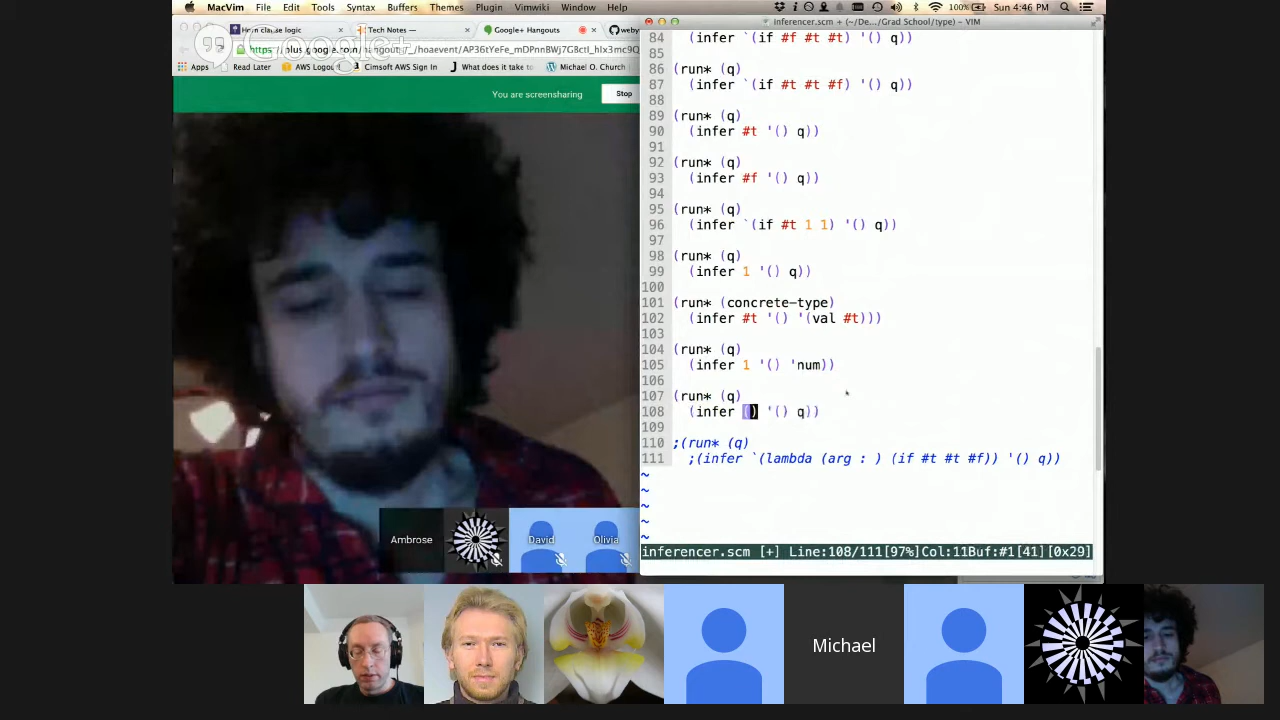 MacVim File Edit Tools Syntax Buffers Themes Plugin Vimwiki Window Help
100% Sun 4:46 PM
Horn clause logic
Tech Notes —
Google+ Hangouts
Google+
Apps Read Later AWS Logout Cimsoft AWS Sign In What does it take to Michael O. Church
You are screensharing
Stop
inferencer.scm + (~/De.../Grad School/type) - VIM
84 (infer `(if #f #t #t) '() q))
85
86 (run* (q)
87 (infer `(if #t #t #f) '() q))
88
89 (run* (q)
90 (infer #t '() q))
91
92 (run* (q)
93 (infer #f '() q))
94
95 (run* (q)
96 (infer `(if #t 1 1) '() q))
97
98 (run* (q)
99 (infer 1 '() q))
100
101 (run* (concrete-type)
102 (infer #t '() '(val #t)))
103
104 (run* (q)
105 (infer 1 '() 'num))
106
107 (run* (q)
108 (infer () '() q))
109
110 ;(run* (q)
111 ;(infer `(lambda (arg : ) (if #t #t #f)) '() q))
~
~
~
~
~
inferencer.scm [+] Line:108/111[97%]Col:11Buf:#1[41][0x29]
Ambrose
David
Olivia
Michael